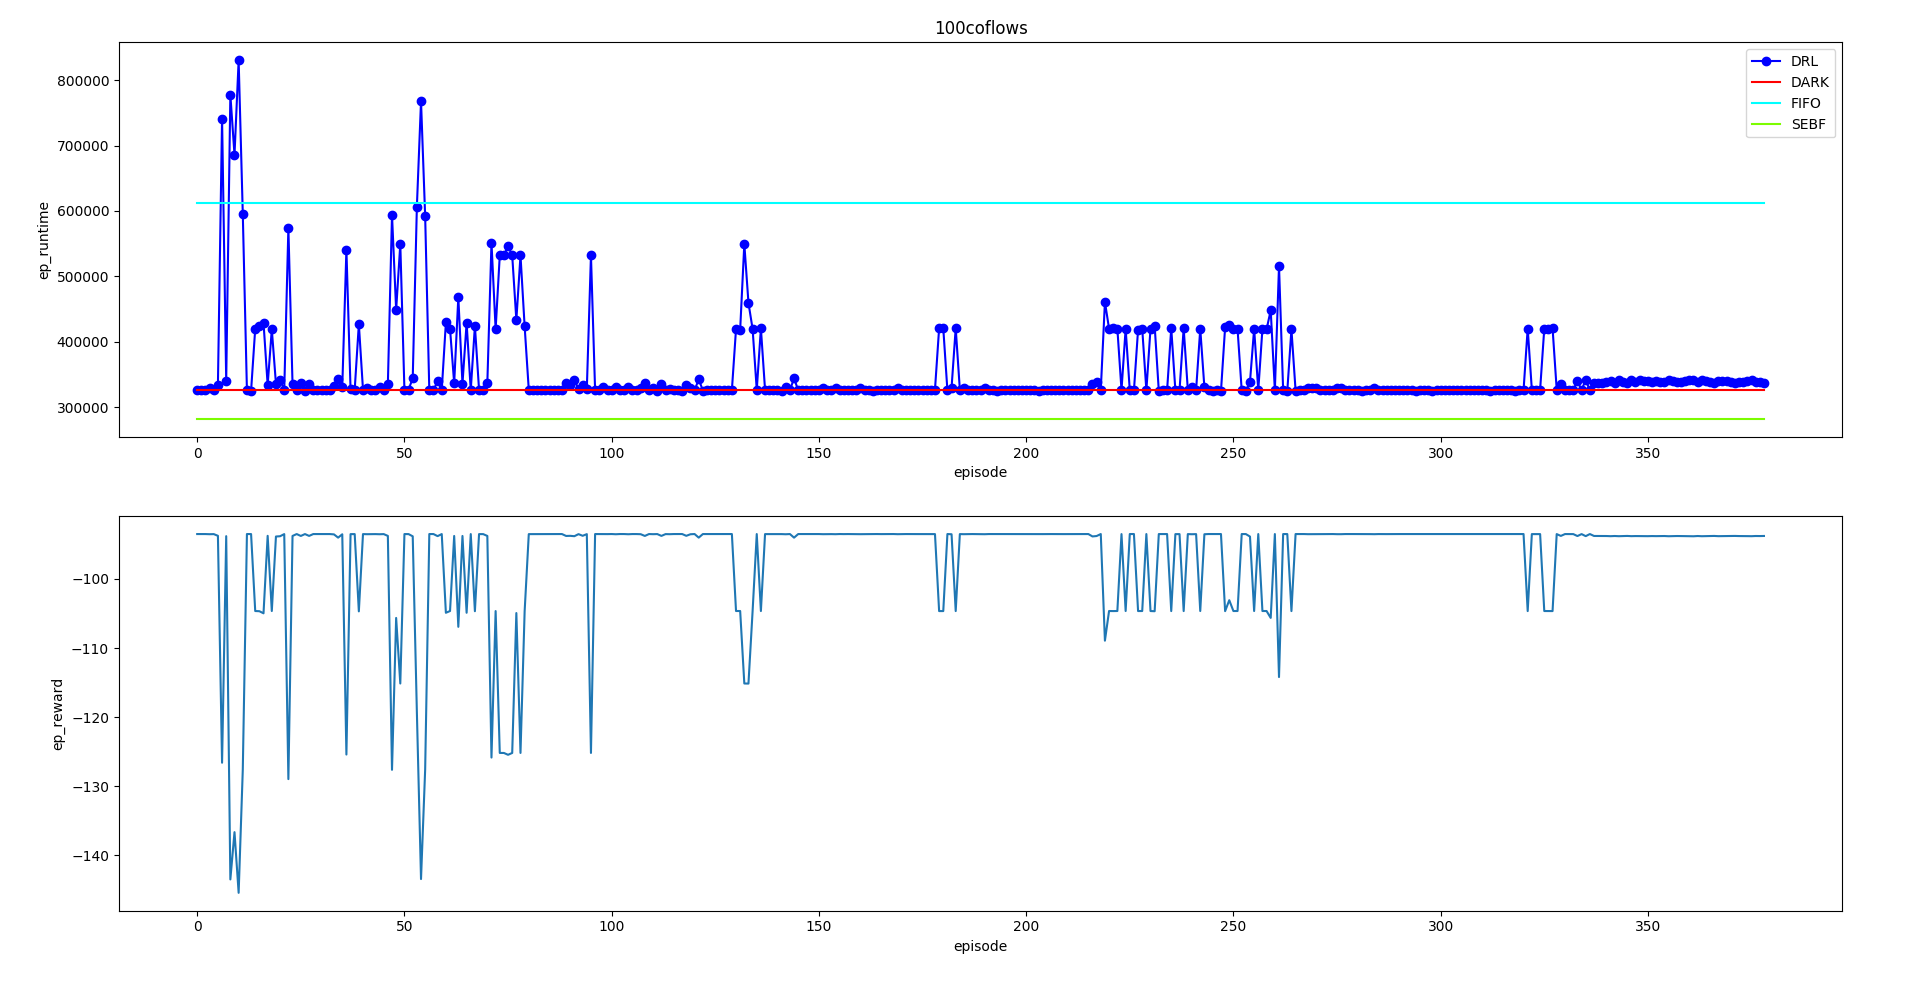 100coflows
ep_runtime
800000
700000
600000
500000
400000
300000
DRL
DARK
FIFO
SEBF
0 50 100 150 200 250 300 350
episode
ep_reward
−100
−110
−120
−130
−140
0 50 100 150 200 250 300 350
episode